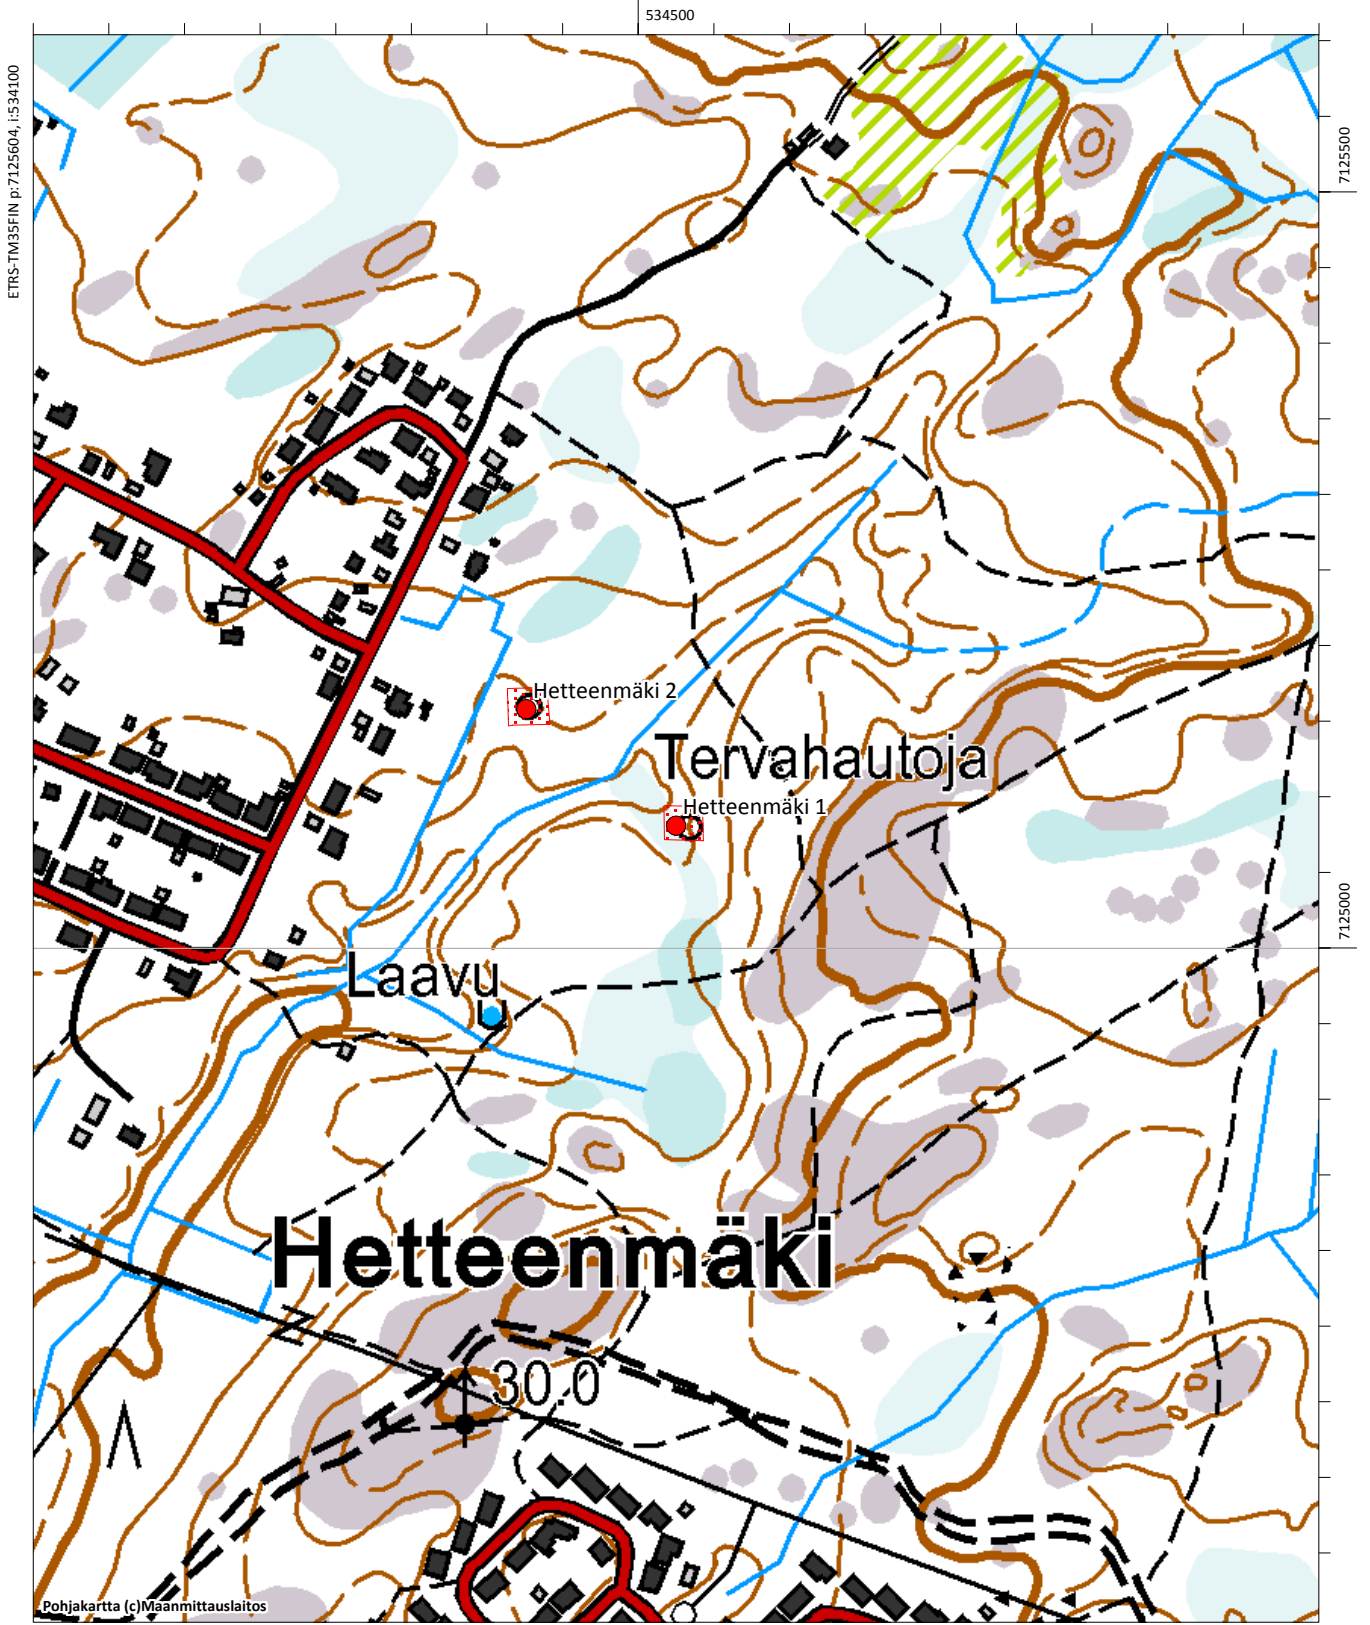 534500
ETRS-TM35FIN p:7125604, i:534100
7125500
Hetteenmäki 2
Tervahautoja
Hetteenmäki 1
7125000
Laavu
Hetteenmäki
30.0
Pohjakartta (c)Maanmittauslaitos